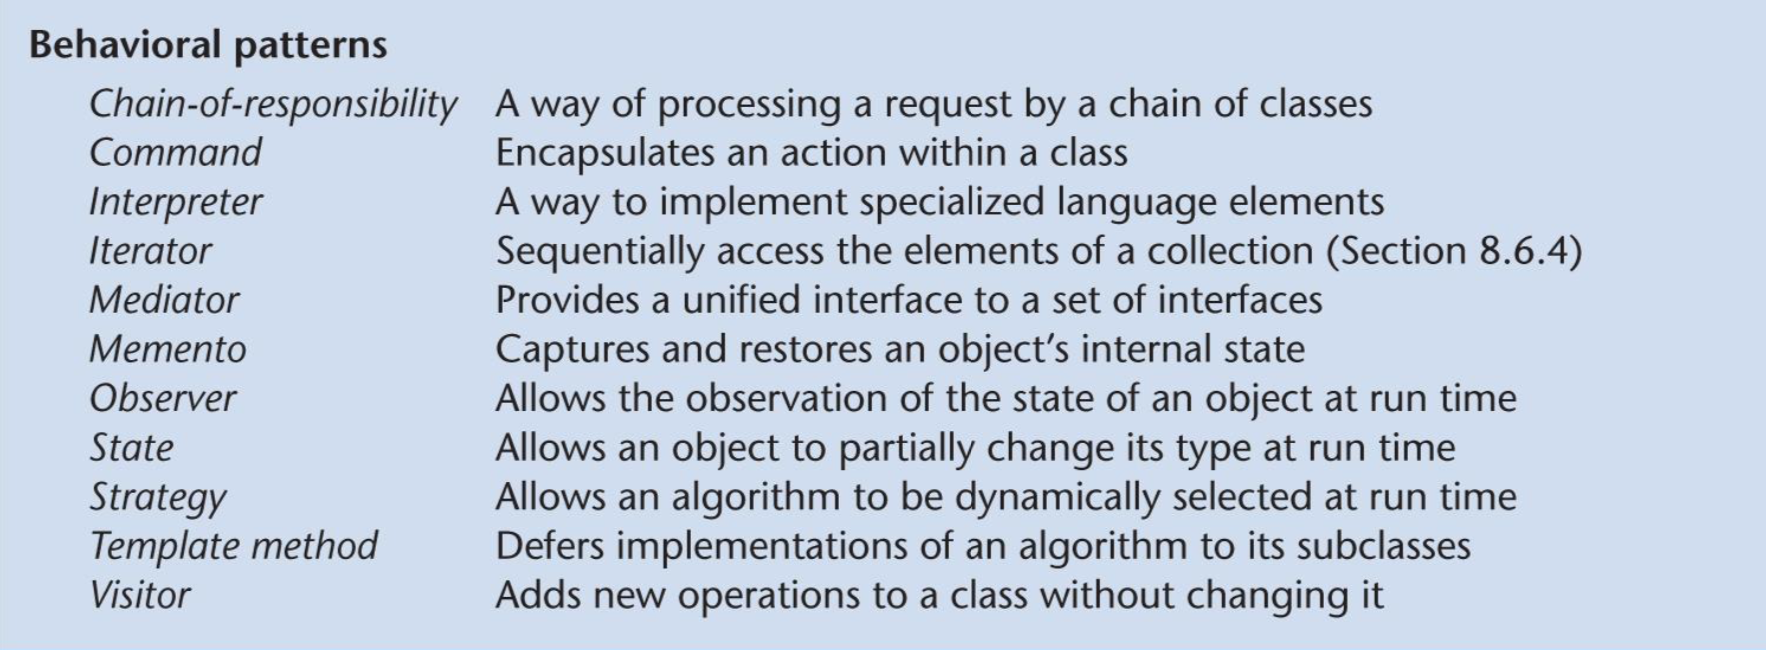 Behavioral patterns
Chain-of-responsibility A way of processing a request by a chain of classes
Command Encapsulates an action within a class
Interpreter A way to implement specialized language elements
Iterator Sequentially access the elements of a collection (Section 8.6.4)
Mediator Provides a unified interface to a set of interfaces
Memento Captures and restores an object’s internal state
Observer Allows the observation of the state of an object at run time
State Allows an object to partially change its type at run time
Strategy Allows an algorithm to be dynamically selected at run time
Template method Defers implementations of an algorithm to its subclasses
Visitor Adds new operations to a class without changing it